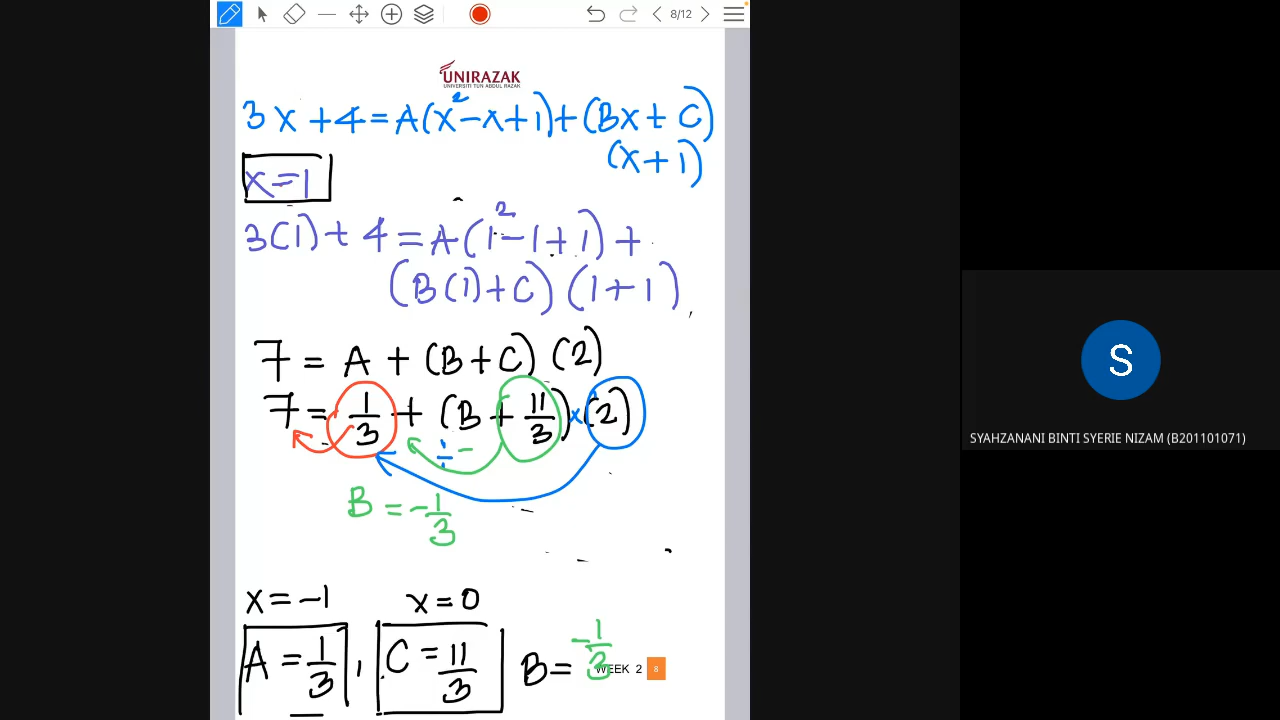 8/12
UNIRAZAK
UNIVERSITI TUN ABDUL RAZAK
3x + 4 = A(x² - x + 1) + (Bx + C)
(x + 1)
x = 1
3(1) + 4 = A(1² - 1 + 1) +
(B(1) + C) (1 + 1)
7 = A + (B + C) (2)
7 = 1/3 + (B + 11/3) × (2)
- ÷ -
B = -1/3
x = -1 x = 0
A = 1/3 , C = 11/3 B = -1/3
WEEK 2 8
S
SYAHZANANI BINTI SYERIE NIZAM (B201101071)